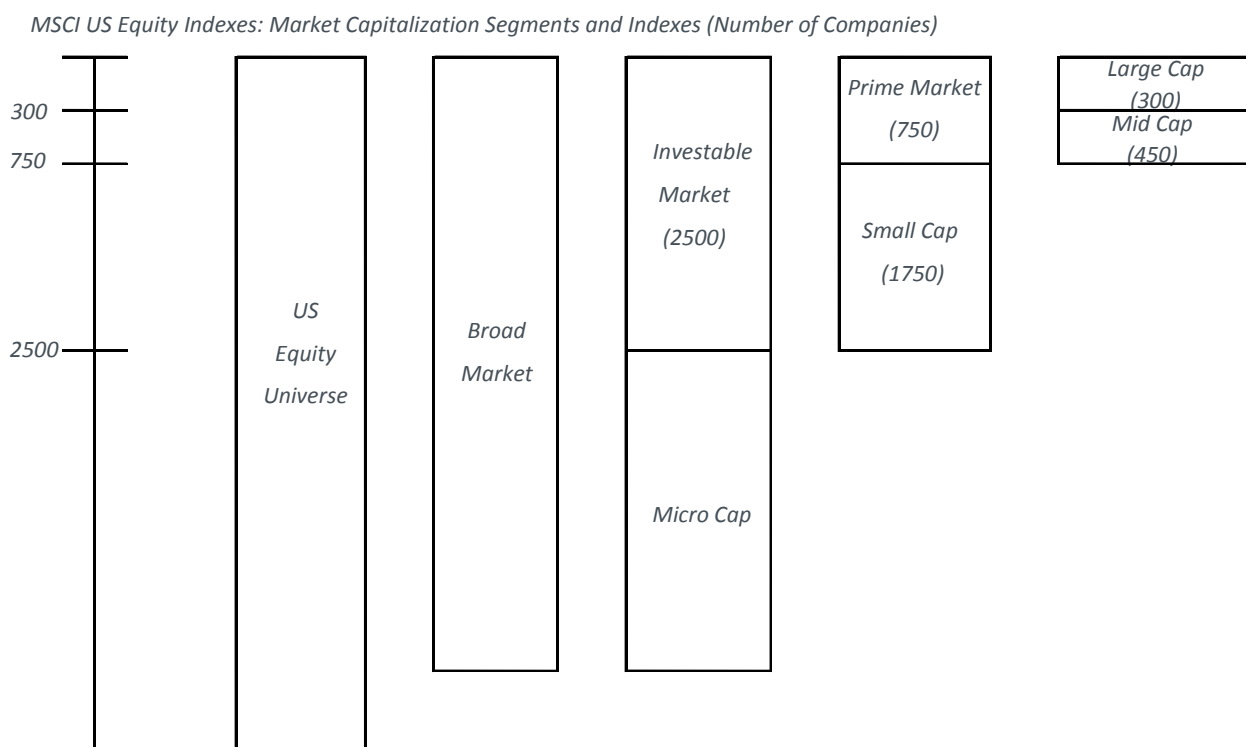 MSCI US Equity Indexes: Market Capitalization Segments and Indexes (Number of Companies)
300
750
2500
US
Equity
Universe
Broad
Market
Investable
Market
(2500)
Micro Cap
Prime Market
(750)
Small Cap
(1750)
Large Cap
(300)
Mid Cap
(450)